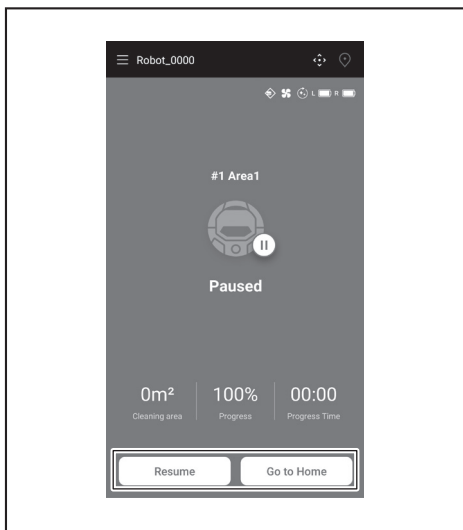 Robot_0000
L R
#1 Area1
Paused
0m² 100% 00:00
Cleaning area Progress Progress Time
Resume Go to Home